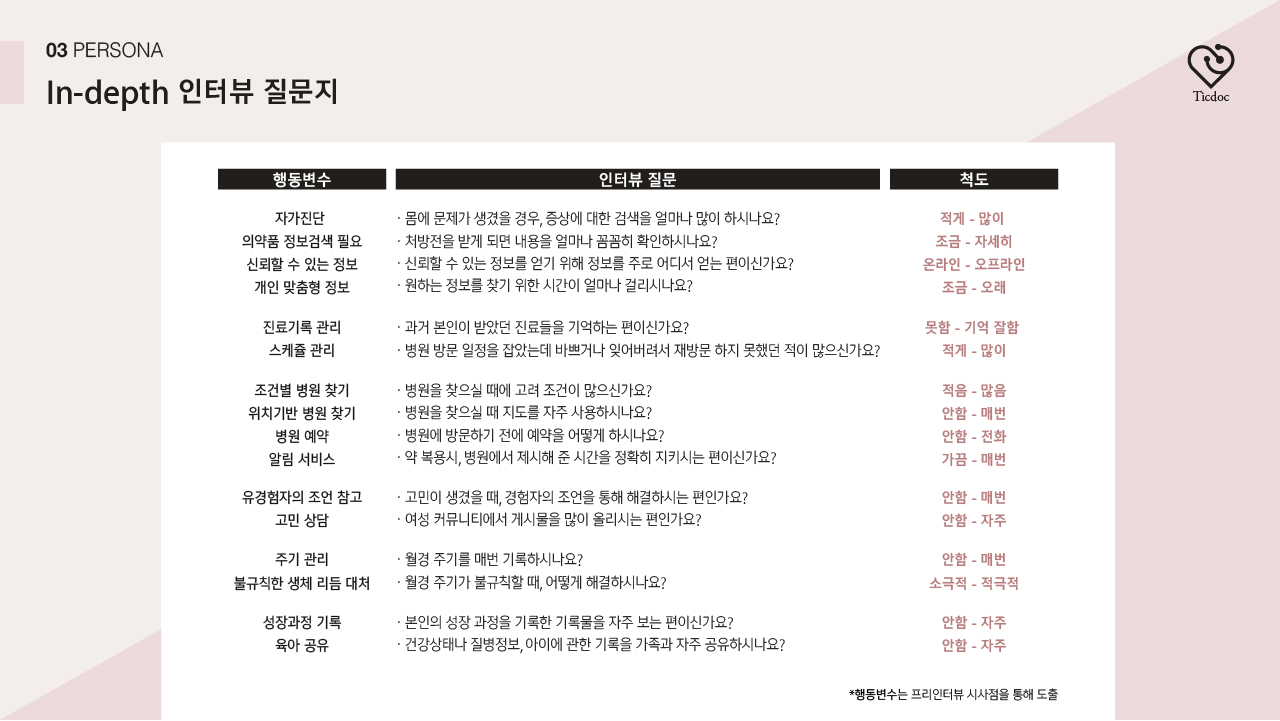 03 PERSONA
In-depth 인터뷰 질문지
Ticdoc
행동변수 인터뷰 질문 척도
자가진단 · 몸에 문제가 생겼을 경우, 증상에 대한 검색을 얼마나 많이 하시나요? 적게 - 많이
의약품 정보검색 필요 · 처방전을 받게 되면 내용을 얼마나 꼼꼼히 확인하시나요? 조금 - 자세히
신뢰할 수 있는 정보 · 신뢰할 수 있는 정보를 얻기 위해 정보를 주로 어디서 얻는 편이신가요? 온라인 - 오프라인
개인 맞춤형 정보 · 원하는 정보를 찾기 위한 시간이 얼마나 걸리시나요? 조금 - 오래
진료기록 관리 · 과거 본인이 받았던 진료들을 기억하는 편이신가요? 못함 - 기억 잘함
스케쥴 관리 · 병원 방문 일정을 잡았는데 바쁘거나 잊어버려서 재방문 하지 못했던 적이 많으신가요? 적게 - 많이
조건별 병원 찾기 · 병원을 찾으실 때에 고려 조건이 많으신가요? 적음 - 많음
위치기반 병원 찾기 · 병원을 찾으실 때 지도를 자주 사용하시나요? 안함 - 매번
병원 예약 · 병원에 방문하기 전에 예약을 어떻게 하시나요? 안함 - 전화
알림 서비스 · 약 복용시, 병원에서 제시해 준 시간을 정확히 지키시는 편이신가요? 가끔 - 매번
유경험자의 조언 참고 · 고민이 생겼을 때, 경험자의 조언을 통해 해결하시는 편인가요? 안함 - 매번
고민 상담 · 여성 커뮤니티에서 게시물을 많이 올리시는 편인가요? 안함 - 자주
주기 관리 · 월경 주기를 매번 기록하시나요? 안함 - 매번
불규칙한 생체 리듬 대처 · 월경 주기가 불규칙할 때, 어떻게 해결하시나요? 소극적 - 적극적
성장과정 기록 · 본인의 성장 과정을 기록한 기록물을 자주 보는 편이신가요? 안함 - 자주
육아 공유 · 건강상태나 질병정보, 아이에 관한 기록을 가족과 자주 공유하시나요? 안함 - 자주
*행동변수는 프리인터뷰 시사점을 통해 도출